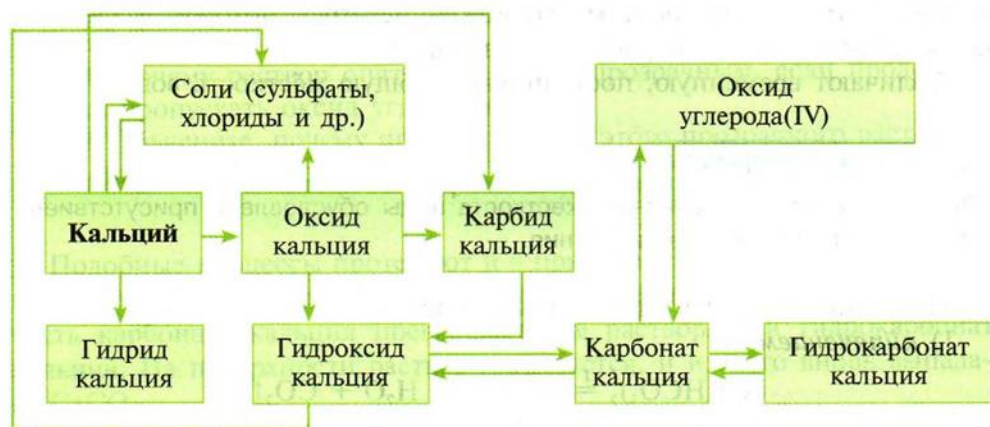 Соли (сульфаты,
хлориды и др.)
Оксид
углерода(IV)
Кальций
Оксид
кальция
Карбид
кальция
Гидрид
кальция
Гидроксид
кальция
Карбонат
кальция
Гидрокарбонат
кальция